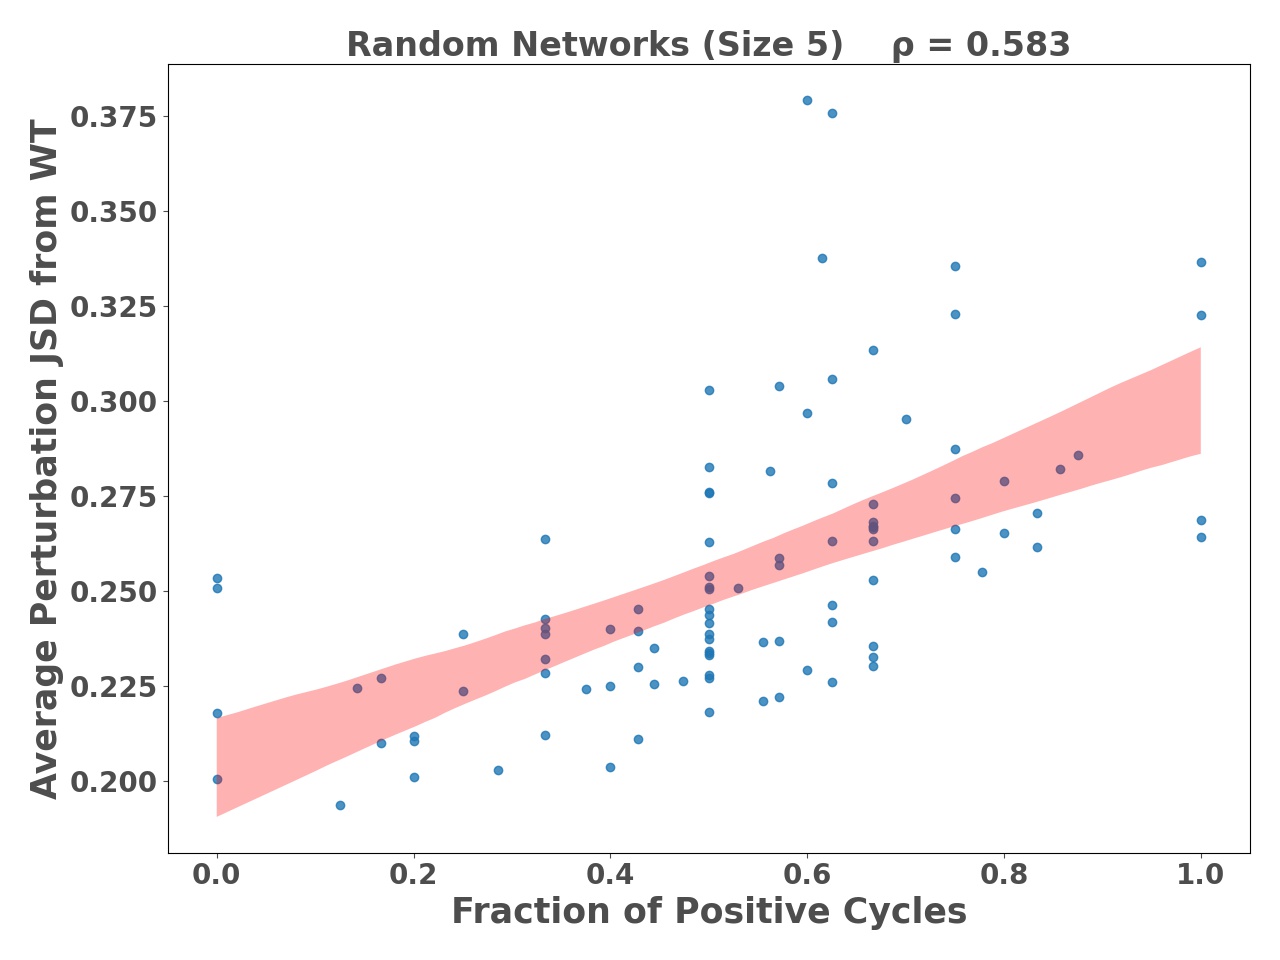 Random Networks (Size 5)    ρ = 0.583
Average Perturbation JSD from WT
0.375
0.350
0.325
0.300
0.275
0.250
0.225
0.200
0.0 0.2 0.4 0.6 0.8 1.0
Fraction of Positive Cycles